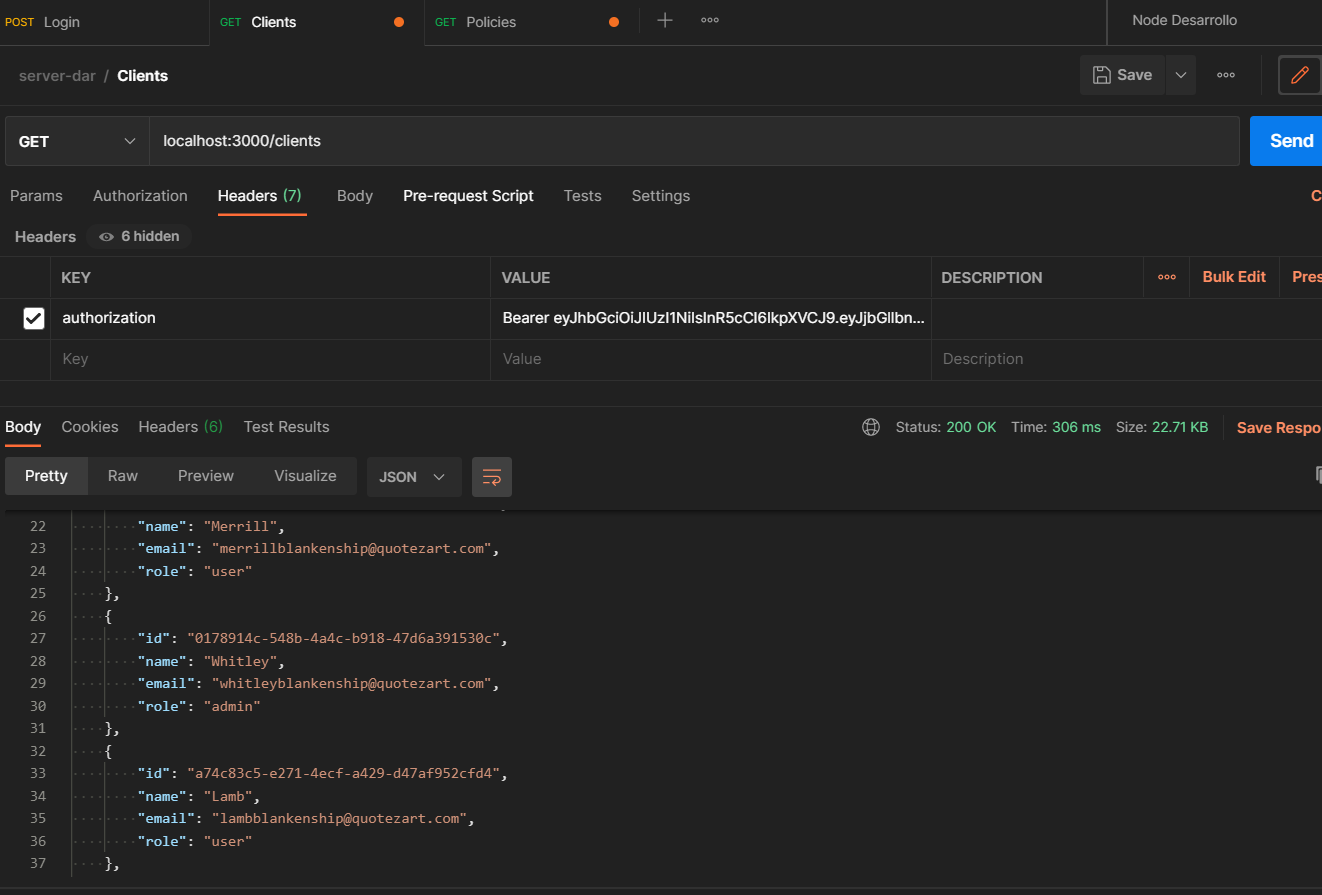 POST Login GET Clients GET Policies Node Desarrollo
server-dar / Clients Save
GET localhost:3000/clients Send
Params Authorization Headers (7) Body Pre-request Script Tests Settings C
Headers 6 hidden
KEY VALUE DESCRIPTION Bulk Edit Pres
authorization Bearer eyJhbGciOiJIUzI1NiIsInR5cCI6IkpXVCJ9.eyJjbGllbn...
Key Value Description
Body Cookies Headers (6) Test Results Status: 200 OK Time: 306 ms Size: 22.71 KB Save Respo
Pretty Raw Preview Visualize JSON
22 "name": "Merrill",
23 "email": "merrillblankenship@quotezart.com",
24 "role": "user"
25 },
26 {
27 "id": "0178914c-548b-4a4c-b918-47d6a391530c",
28 "name": "Whitley",
29 "email": "whitleyblankenship@quotezart.com",
30 "role": "admin"
31 },
32 {
33 "id": "a74c83c5-e271-4ecf-a429-d47af952cfd4",
34 "name": "Lamb",
35 "email": "lambblankenship@quotezart.com",
36 "role": "user"
37 },